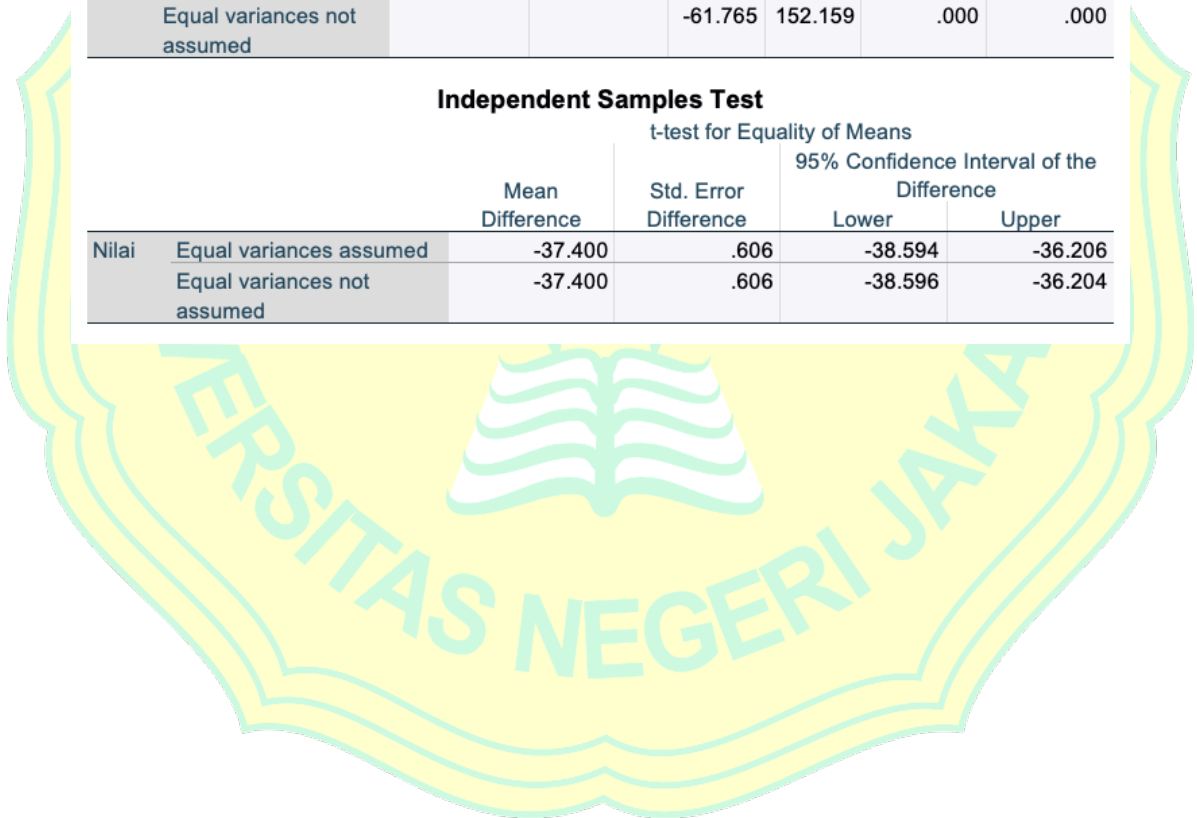 Equal variances not assumed -61.765 152.159 .000 .000
Independent Samples Test
t-test for Equality of Means
95% Confidence Interval of the Difference
Mean Difference Std. Error Difference Lower Upper
Nilai Equal variances assumed -37.400 .606 -38.594 -36.206
Equal variances not assumed -37.400 .606 -38.596 -36.204
VERSITAS NEGERI JAKA